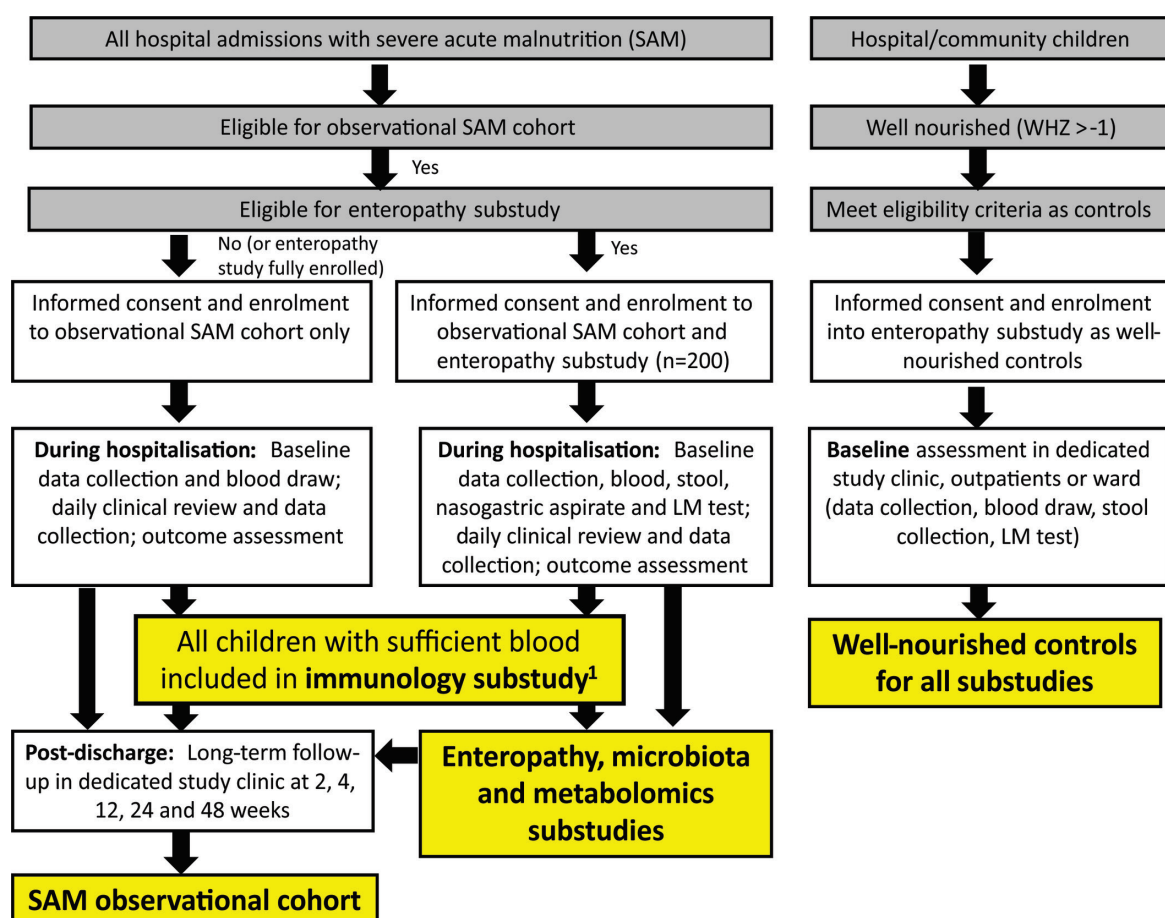 All hospital admissions with severe acute malnutrition (SAM)
Eligible for observational SAM cohort
Yes
Eligible for enteropathy substudy
No (or enteropathy
study fully enrolled)
Yes
Informed consent and enrolment
to observational SAM cohort only
Informed consent and enrolment to
observational SAM cohort and
enteropathy substudy (n=200)
During hospitalisation: Baseline
data collection and blood draw;
daily clinical review and data
collection; outcome assessment
During hospitalisation: Baseline
data collection, blood, stool,
nasogastric aspirate and LM test;
daily clinical review and data
collection; outcome assessment
All children with sufficient blood
included in immunology substudy¹
Post-discharge: Long-term follow-
up in dedicated study clinic at 2, 4,
12, 24 and 48 weeks
Enteropathy, microbiota
and metabolomics
substudies
SAM observational cohort
Hospital/community children
Well nourished (WHZ >-1)
Meet eligibility criteria as controls
Informed consent and enrolment
into enteropathy substudy as well-
nourished controls
Baseline assessment in dedicated
study clinic, outpatients or ward
(data collection, blood draw, stool
collection, LM test)
Well-nourished controls
for all substudies